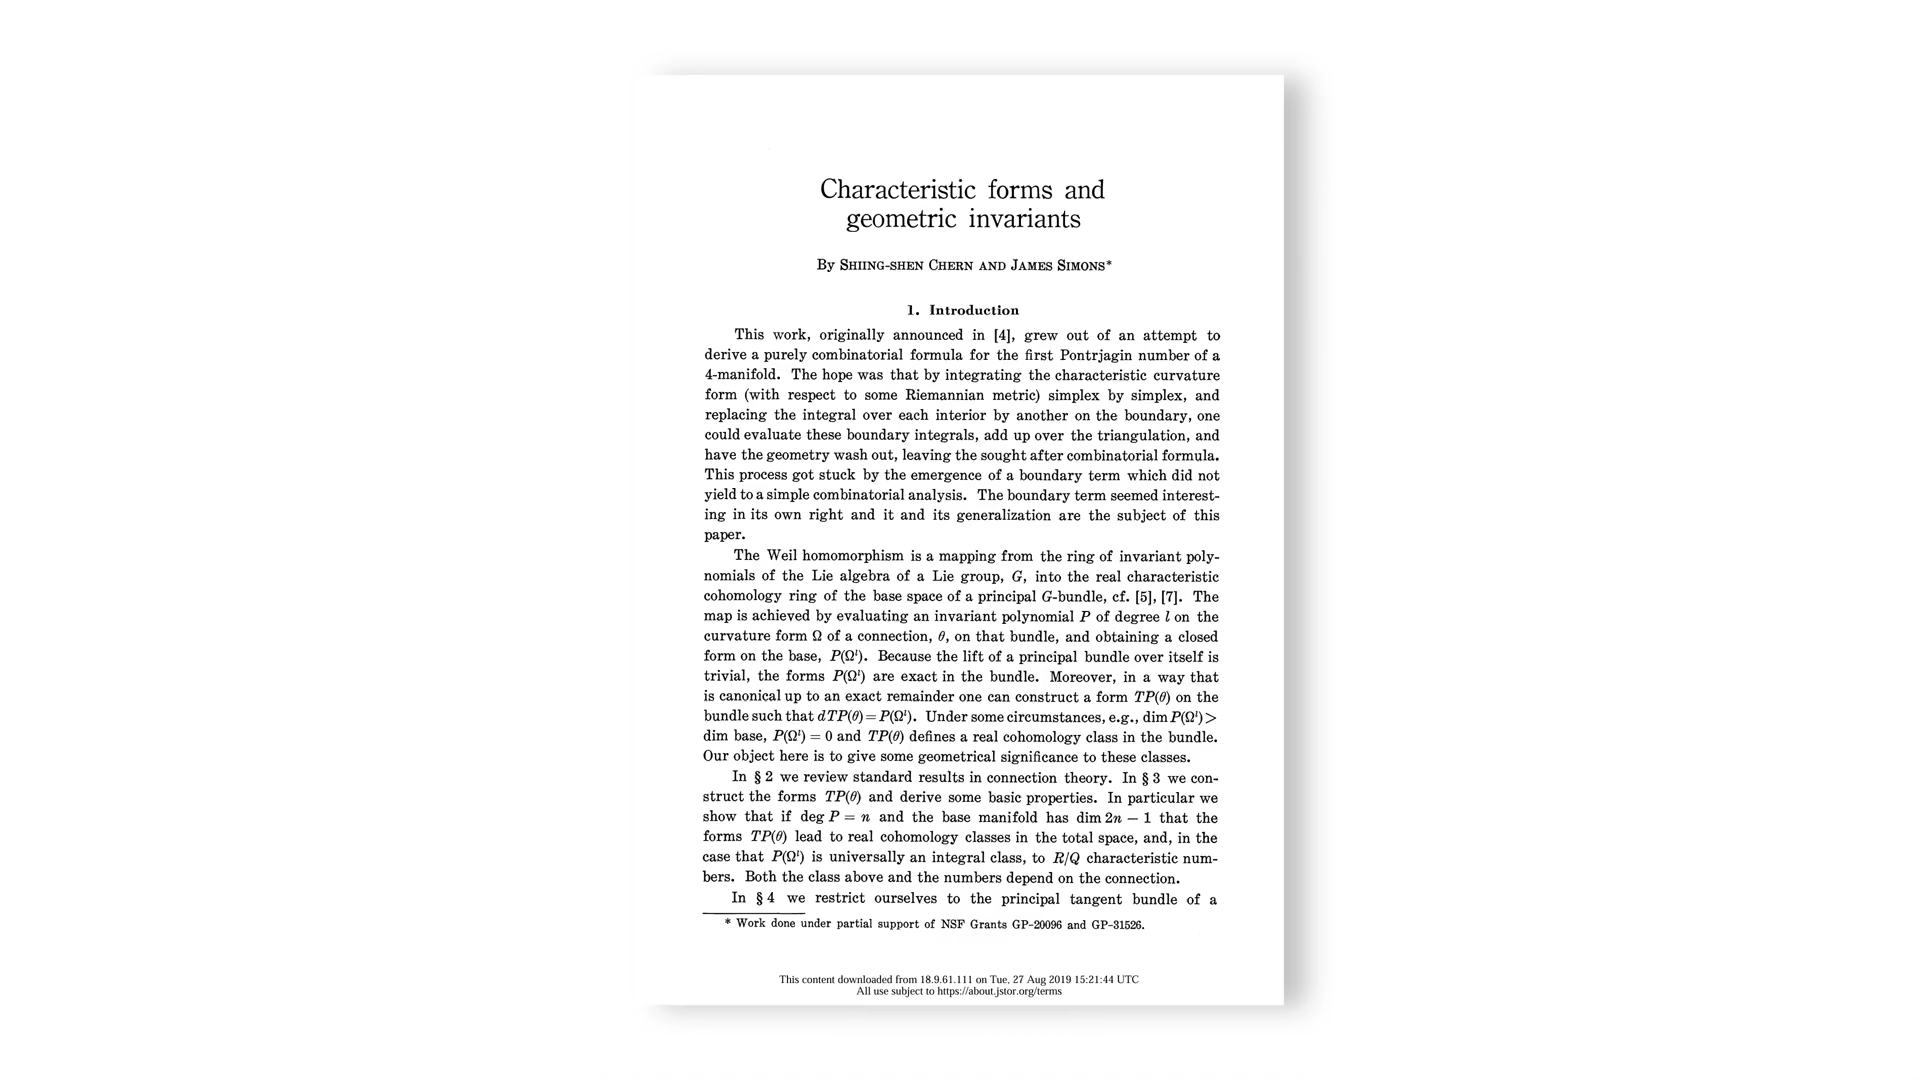 Characteristic forms and
geometric invariants
By SHIING-SHEN CHERN AND JAMES SIMONS*
1. Introduction
This work, originally announced in [4], grew out of an attempt to
derive a purely combinatorial formula for the first Pontrjagin number of a
4-manifold. The hope was that by integrating the characteristic curvature
form (with respect to some Riemannian metric) simplex by simplex, and
replacing the integral over each interior by another on the boundary, one
could evaluate these boundary integrals, add up over the triangulation, and
have the geometry wash out, leaving the sought after combinatorial formula.
This process got stuck by the emergence of a boundary term which did not
yield to a simple combinatorial analysis. The boundary term seemed interest-
ing in its own right and it and its generalization are the subject of this
paper.
The Weil homomorphism is a mapping from the ring of invariant poly-
nomials of the Lie algebra of a Lie group, G, into the real characteristic
cohomology ring of the base space of a principal G-bundle, cf. [5], [7]. The
map is achieved by evaluating an invariant polynomial P of degree l on the
curvature form Ω of a connection, θ, on that bundle, and obtaining a closed
form on the base, P(Ωˡ). Because the lift of a principal bundle over itself is
trivial, the forms P(Ωˡ) are exact in the bundle. Moreover, in a way that
is canonical up to an exact remainder one can construct a form TP(θ) on the
bundle such that dTP(θ) = P(Ωˡ). Under some circumstances, e.g., dim P(Ωˡ) >
dim base, P(Ωˡ) = 0 and TP(θ) defines a real cohomology class in the bundle.
Our object here is to give some geometrical significance to these classes.
In § 2 we review standard results in connection theory. In § 3 we con-
struct the forms TP(θ) and derive some basic properties. In particular we
show that if deg P = n and the base manifold has dim 2n − 1 that the
forms TP(θ) lead to real cohomology classes in the total space, and, in the
case that P(Ωˡ) is universally an integral class, to R/Q characteristic num-
bers. Both the class above and the numbers depend on the connection.
In § 4 we restrict ourselves to the principal tangent bundle of a
* Work done under partial support of NSF Grants GP-20096 and GP-31526.
This content downloaded from 18.9.61.111 on Tue, 27 Aug 2019 15:21:44 UTC
All use subject to https://about.jstor.org/terms